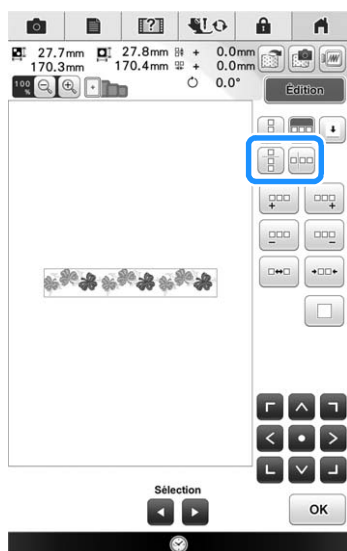 27.7mm 27.8mm + 0.0mm
170.3mm 170.4mm + 0.0mm
100 % 0.0°
Édition
Sélection
OK